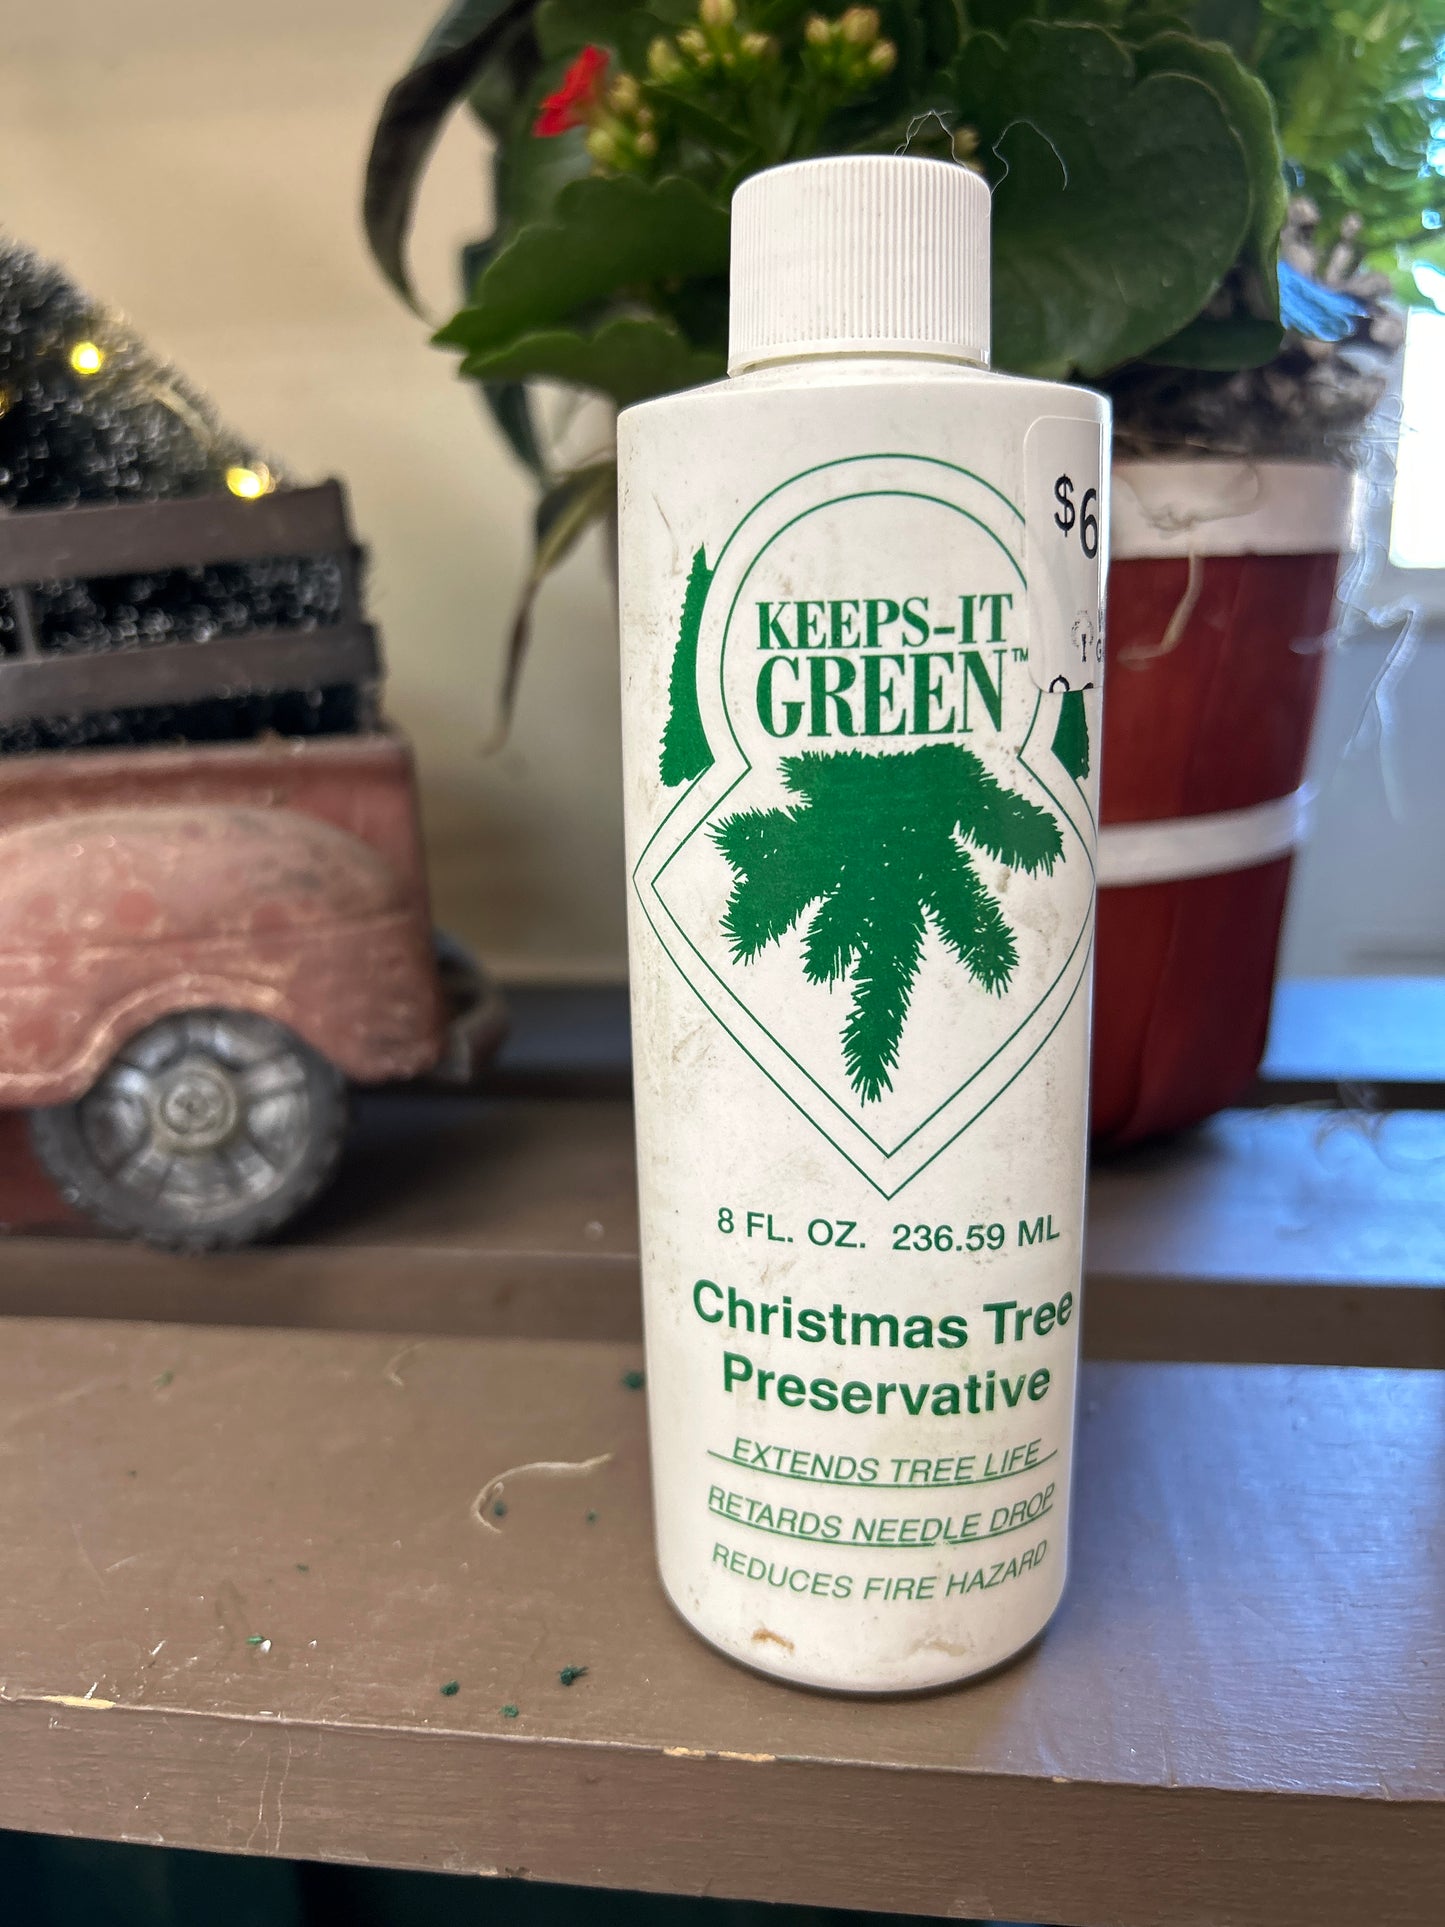 $6
KEEPS-IT
GREEN™
8 FL. OZ. 236.59 ML
Christmas Tree
Preservative
EXTENDS TREE LIFE
RETARDS NEEDLE DROP
REDUCES FIRE HAZARD